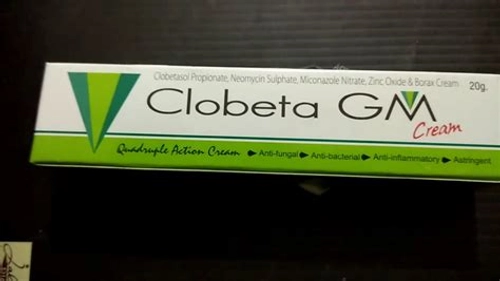 Clobetasol Propionate, Neomycin Sulphate, Miconazole Nitrate, Zinc Oxide & Borax Cream 20g.
Clobeta GM
Cream
Quadruple Action Cream Anti-fungal Anti-bacterial Anti-inflammatory Astringent